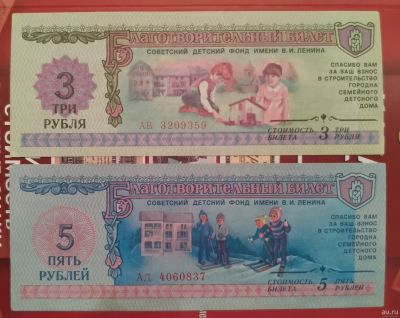 БЛАГОТВОРИТЕЛЬНЫЙ БИЛЕТ
СОВЕТСКИЙ ДЕТСКИЙ ФОНД ИМЕНИ В.И. ЛЕНИНА
3
ТРИ
РУБЛЯ
СПАСИБО ВАМ
ЗА ВАШ ВЗНОС
В СТРОИТЕЛЬСТВО
ГОРОДКА
СЕМЕЙНОГО
ДЕТСКОГО
ДОМА
АВ 3209359
СТОИМОСТЬ БИЛЕТА 3 ТРИ РУБЛЯ
БЛАГОТВОРИТЕЛЬНЫЙ БИЛЕТ
СОВЕТСКИЙ ДЕТСКИЙ ФОНД ИМЕНИ В.И. ЛЕНИНА
5
ПЯТЬ
РУБЛЕЙ
СПАСИБО ВАМ
ЗА ВАШ ВЗНОС
В СТРОИТЕЛЬСТВО
ГОРОДКА
СЕМЕЙНОГО
ДЕТСКОГО
ДОМА
АД 4060837
СТОИМОСТЬ БИЛЕТА 5 ПЯТЬ РУБЛЕЙ
au.ru